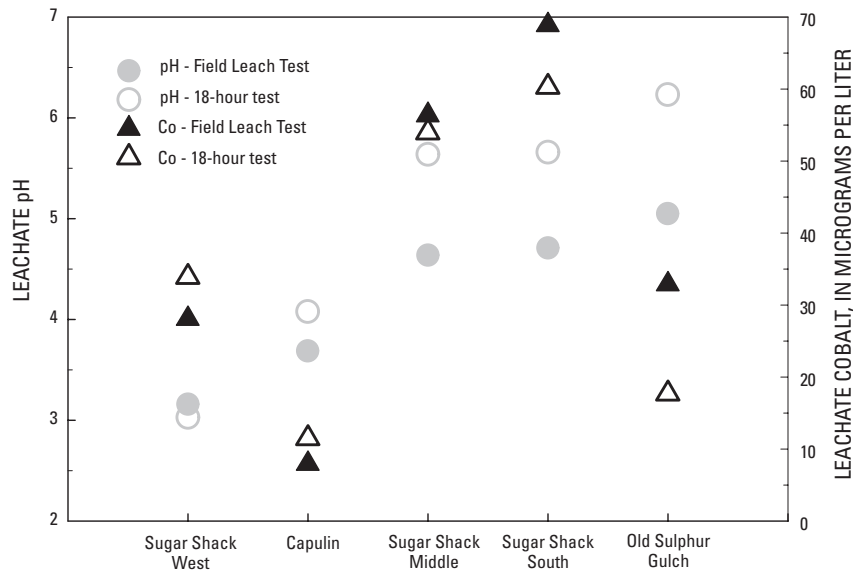 7
6
5
4
3
2
LEACHATE pH
pH - Field Leach Test
pH - 18-hour test
Co - Field Leach Test
Co - 18-hour test
70
60
50
40
30
20
10
0
LEACHATE COBALT, IN MICROGRAMS PER LITER
Sugar Shack
West
Capulin
Sugar Shack
Middle
Sugar Shack
South
Old Sulphur
Gulch